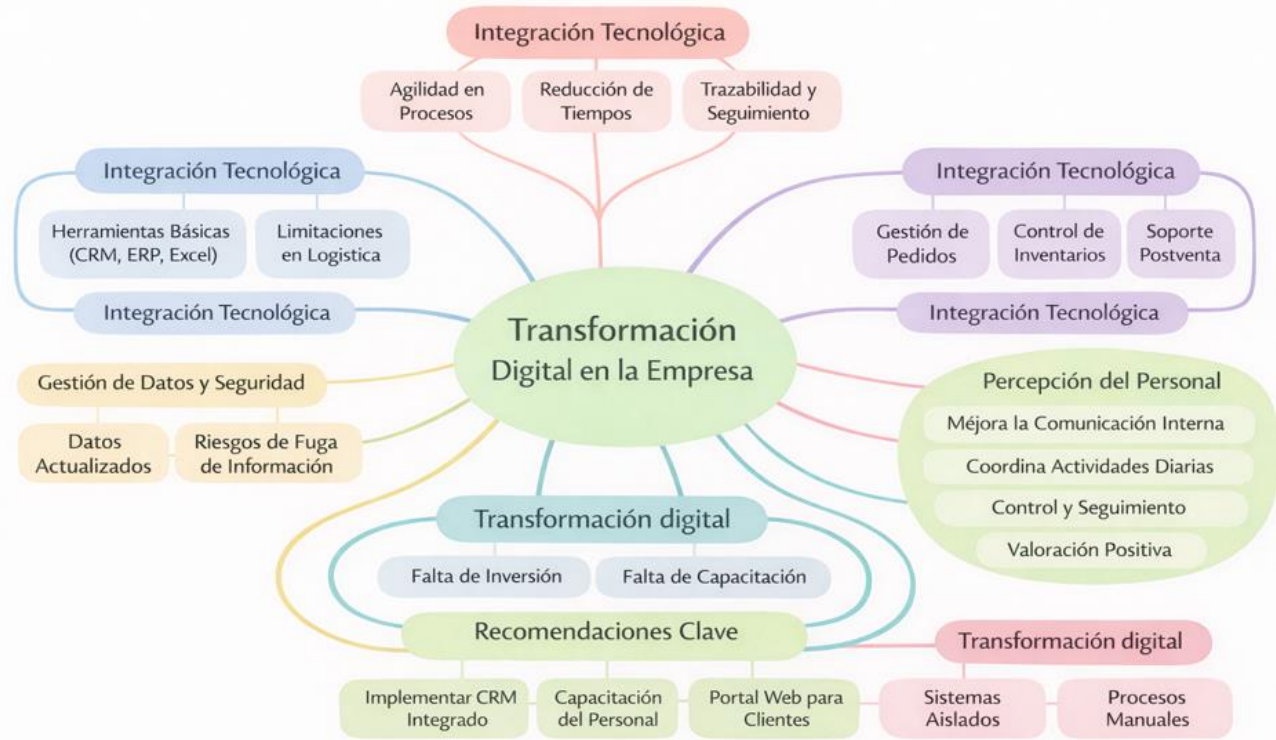 Integración Tecnológica
Agilidad en
Procesos
Reducción de
Tiempos
Trazabilidad y
Seguimiento
Integración Tecnológica
Herramientas Básicas
(CRM, ERP, Excel)
Limitaciones
en Logistica
Integración Tecnológica
Integración Tecnológica
Gestión de
Pedidos
Control de
Inventarios
Soporte
Postventa
Integración Tecnológica
Transformación
Digital en la Empresa
Gestión de Datos y Seguridad
Datos
Actualizados
Riesgos de Fuga
de Información
Percepción del Personal
Méjora la Comunicación Interna
Coordina Actividades Diarias
Control y Seguimiento
Valoración Positiva
Transformación digital
Falta de Inversión
Falta de Capacitación
Recomendaciones Clave
Implementar CRM
Integrado
Capacitación
del Personal
Portal Web para
Clientes
Transformación digital
Sistemas
Aislados
Procesos
Manuales